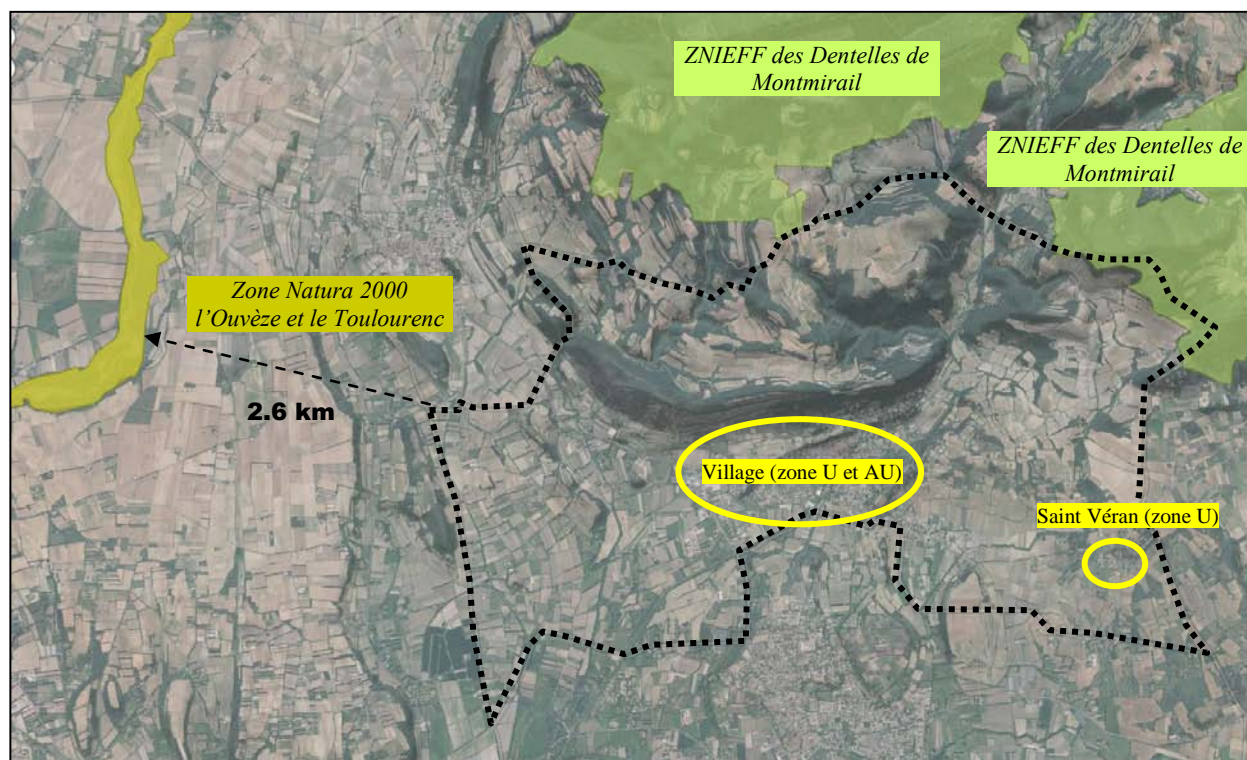 ZNIEFF des Dentelles de
Montmirail
ZNIEFF des Dentelles de
Montmirail
Zone Natura 2000
l'Ouvèze et le Toulourenc
2.6 km
Village (zone U et AU)
Saint Véran (zone U)